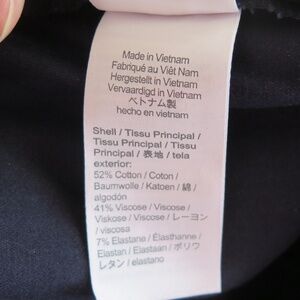 Made in Vietnam
Fabriqué au Viêt Nam
Hergestellt in Vietnam
Vervaardigd in Vietnam
ベトナム製
hecho en vietnam
Shell / Tissu Principal /
Tissu Principal / Tissu
Principal / 表地 / tela
exterior:
52% Cotton / Coton /
Baumwolle / Katoen / 綿 /
algodón
41% Viscose / Viscose /
Viskose / Viscose / レーヨン
/ viscosa
7% Elastane / Élasthanne /
Elastan / Elastaan / ポリウ
レタン / elastano